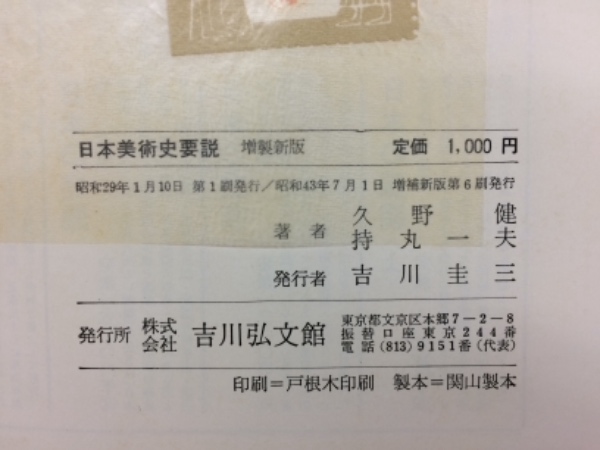 日本美術史要説 増製新版 定価 1,000 円
昭和29年1月10日 第1刷発行／昭和43年7月1日 増補新版第6刷発行
著者 久野健
持丸一夫
発行者 吉川圭三
発行所 株式会社 吉川弘文館
東京都文京区本郷7－2－8
振替口座東京244番
電話(813)9151番(代表)
印刷＝戸根木印刷 製本＝関山製本